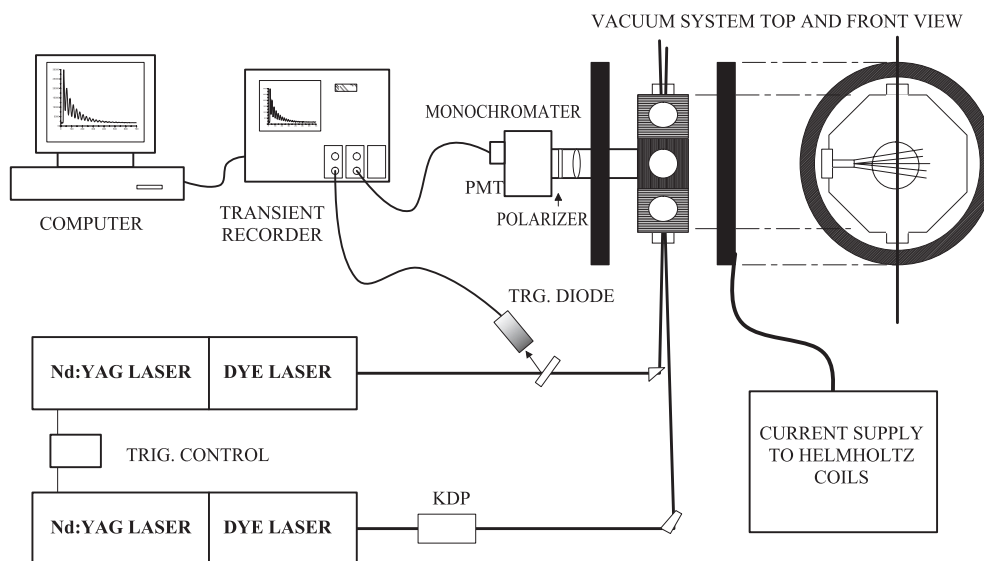 VACUUM SYSTEM TOP AND FRONT VIEW
MONOCHROMATER
PMT
POLARIZER
COMPUTER
TRANSIENT
RECORDER
TRG. DIODE
Nd:YAG LASER
DYE LASER
TRIG. CONTROL
CURRENT SUPPLY
TO HELMHOLTZ
COILS
KDP
Nd:YAG LASER
DYE LASER